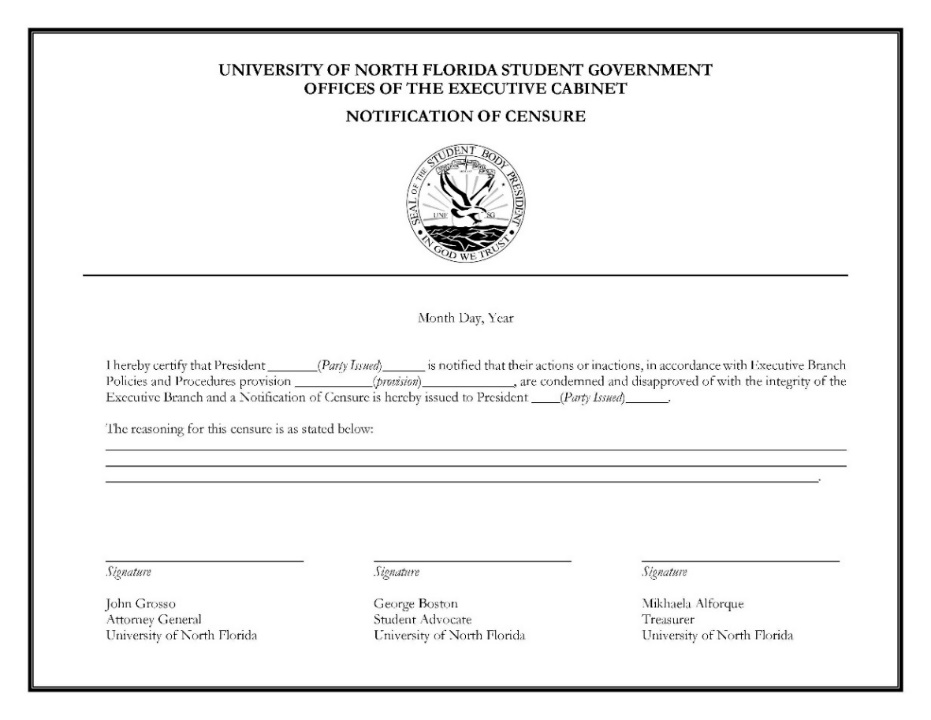 UNIVERSITY OF NORTH FLORIDA STUDENT GOVERNMENT
OFFICES OF THE EXECUTIVE CABINET
NOTIFICATION OF CENSURE
SEAL OF THE STUDENT BODY PRESIDENT
UNF SG
IN GOD WE TRUST
Month Day, Year
I hereby certify that President _______(Party Issued)______ is notified that their actions or inactions, in accordance with Executive Branch
Policies and Procedures provision ___________(provision)_____________, are condemned and disapproved of with the integrity of the
Executive Branch and a Notification of Censure is hereby issued to President ____(Party Issued)______.
The reasoning for this censure is as stated below:
.
Signature Signature Signature
John Grosso George Boston Mikhaela Alforque
Attorney General Student Advocate Treasurer
University of North Florida University of North Florida University of North Florida